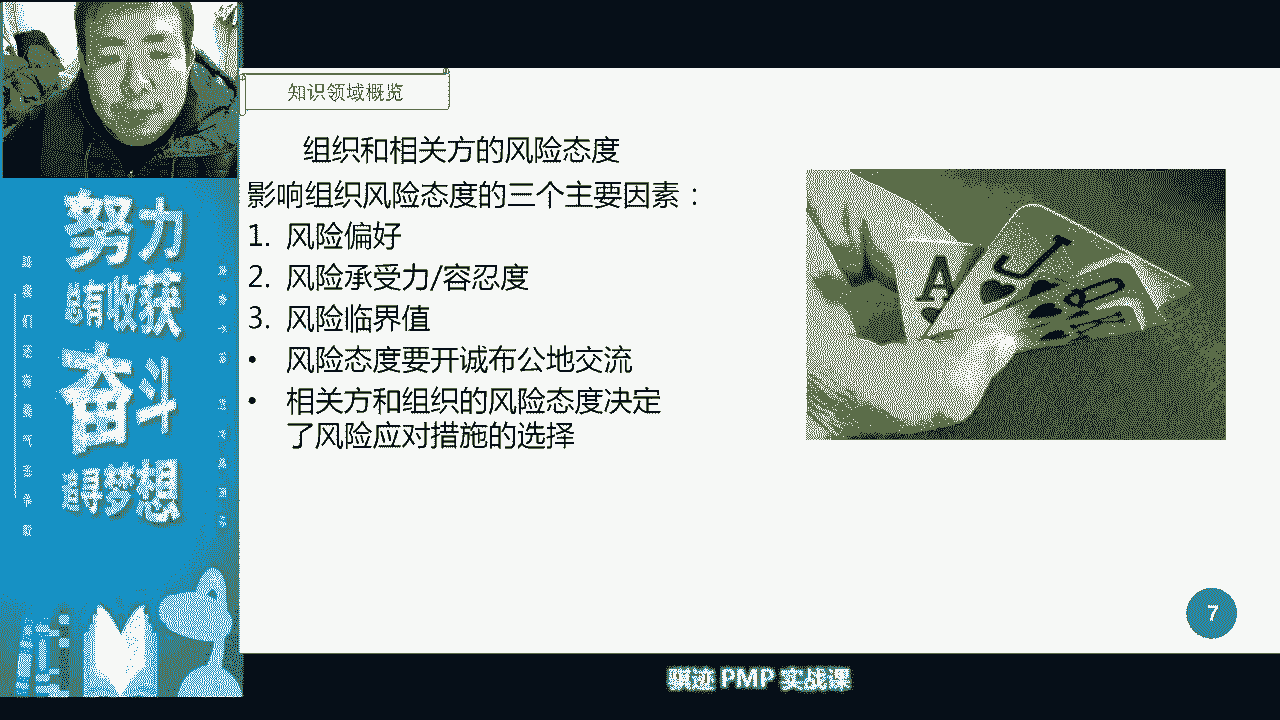 知识领域概览
组织和相关方的风险态度
影响组织风险态度的三个主要因素：
1. 风险偏好
2. 风险承受力/容忍度
3. 风险临界值
• 风险态度要开诚布公地交流
• 相关方和组织的风险态度决定
了风险应对措施的选择
努力
总有收获
奋斗
追寻梦想
A
J
Q
7
骐迹 PMP 实战课